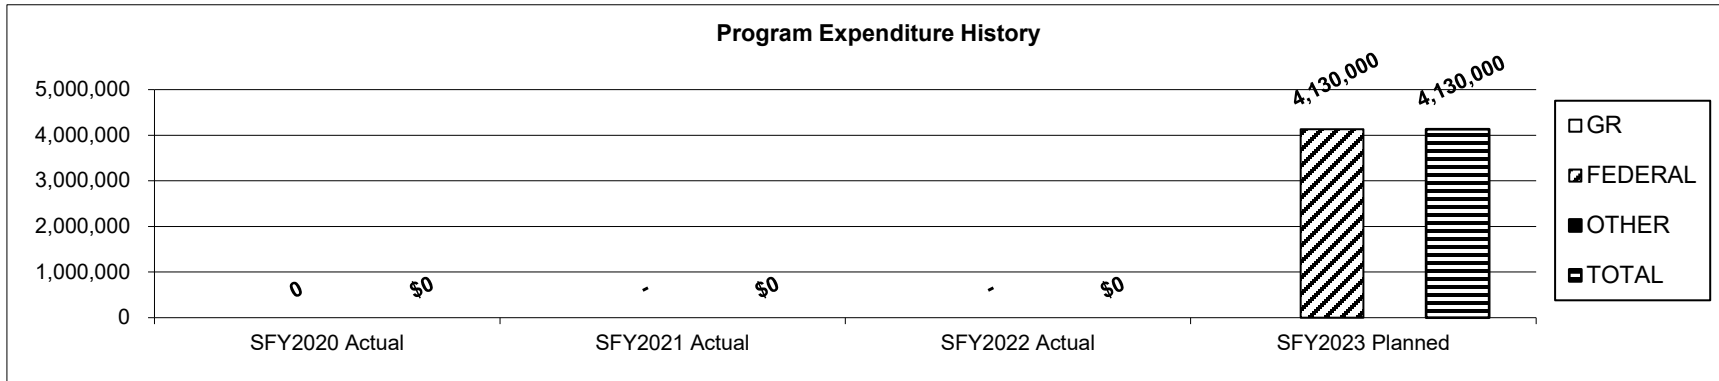 Program Expenditure History
4,130,000 4,130,000
5,000,000
4,000,000
3,000,000
2,000,000
1,000,000
0
0 $0 - $0 - $0
SFY2020 Actual SFY2021 Actual SFY2022 Actual SFY2023 Planned
GR
FEDERAL
OTHER
TOTAL